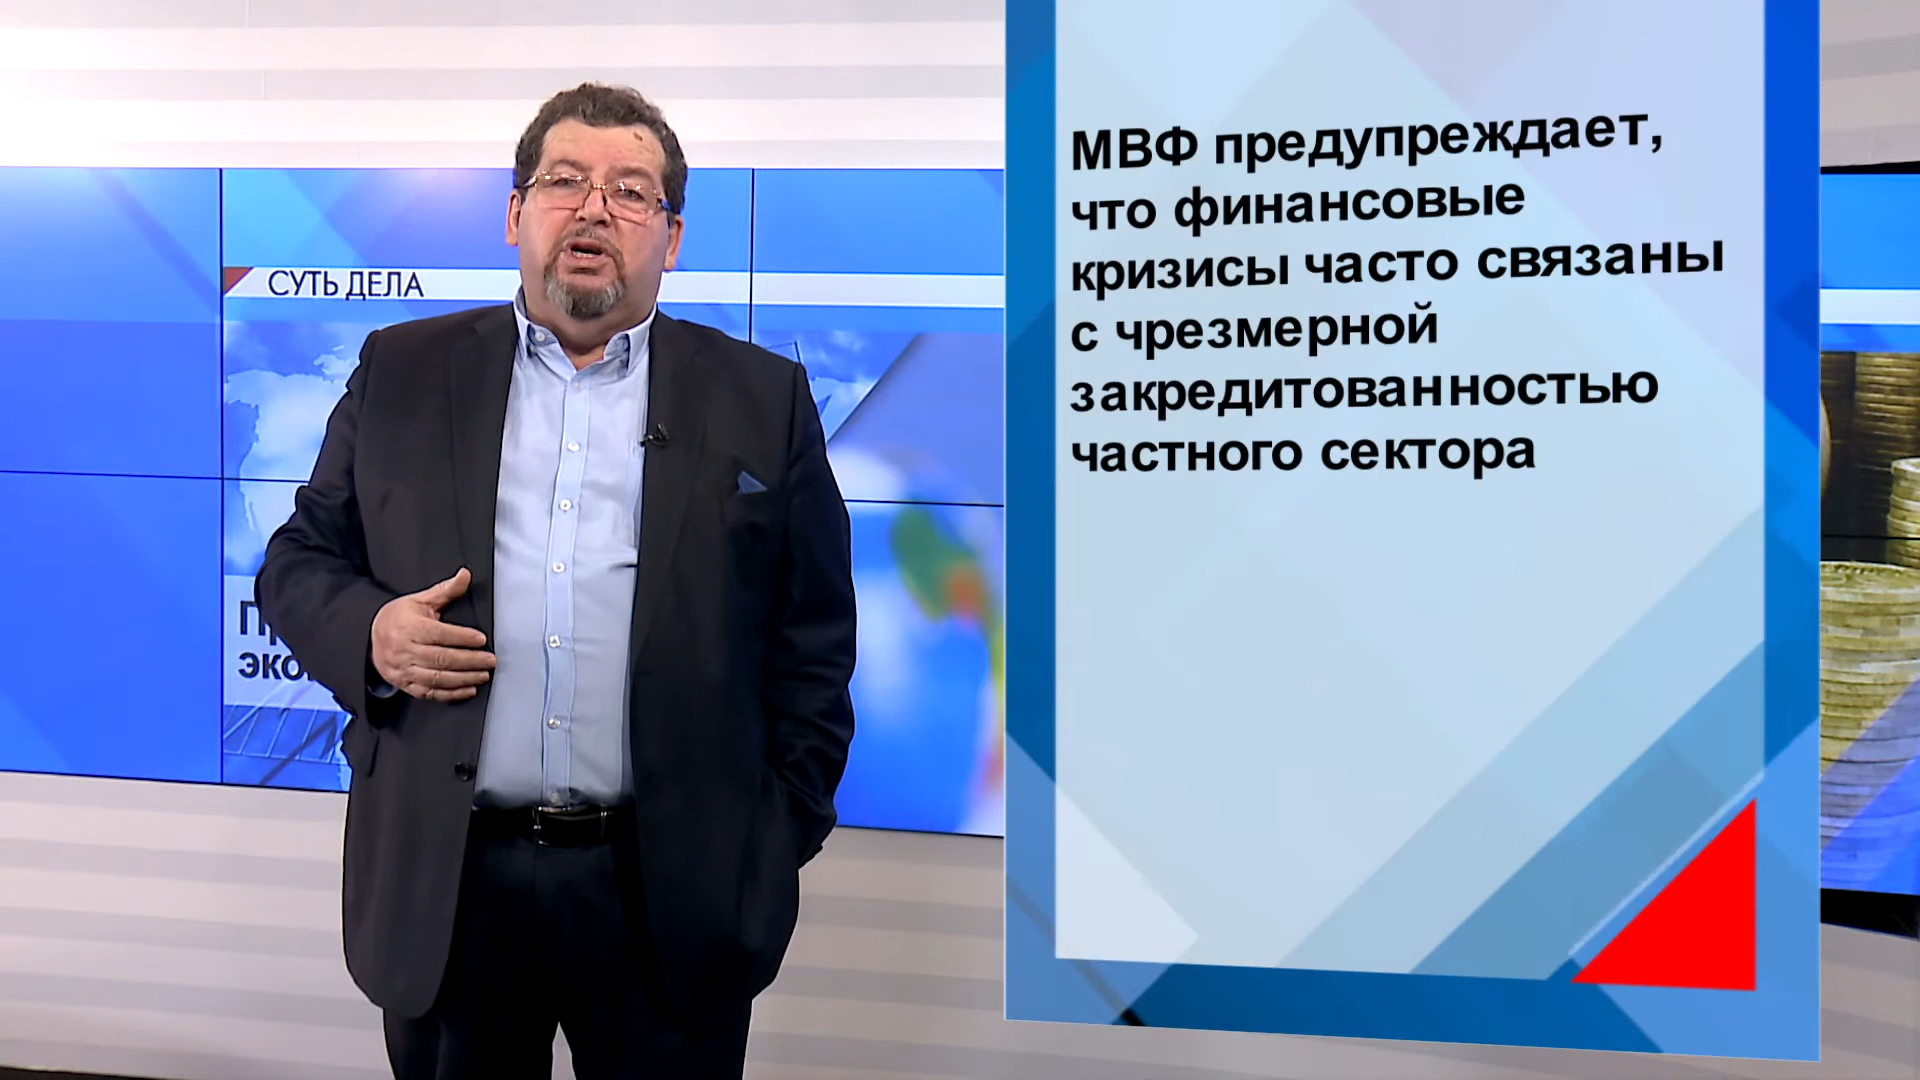 СУТЬ ДЕЛА
МВФ предупреждает,
что финансовые
кризисы часто связаны
с чрезмерной
закредитованностью
частного сектора